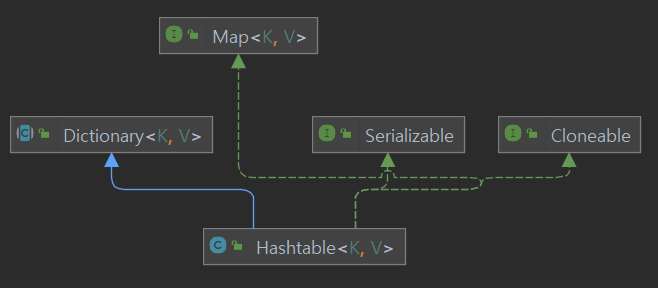 I Map<K, V>
C Dictionary<K, V>
I Serializable
I Cloneable
C Hashtable<K, V>